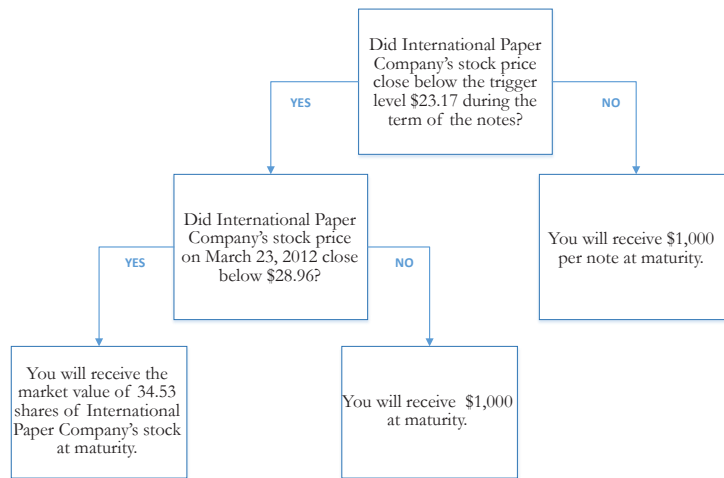 Did International Paper
Company's stock price
close below the trigger
level $23.17 during the
term of the notes?
YES
NO
Did International Paper
Company's stock price
on March 23, 2012 close
below $28.96?
You will receive $1,000
per note at maturity.
YES
NO
You will receive the
market value of 34.53
shares of International
Paper Company's stock
at maturity.
You will receive $1,000
at maturity.